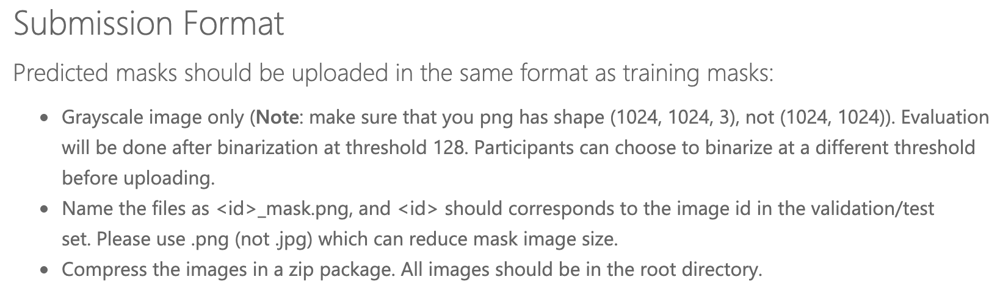 Submission Format
Predicted masks should be uploaded in the same format as training masks:
• Grayscale image only (Note: make sure that you png has shape (1024, 1024, 3), not (1024, 1024)). Evaluation
will be done after binarization at threshold 128. Participants can choose to binarize at a different threshold
before uploading.
• Name the files as <id>_mask.png, and <id> should corresponds to the image id in the validation/test
set. Please use .png (not .jpg) which can reduce mask image size.
• Compress the images in a zip package. All images should be in the root directory.